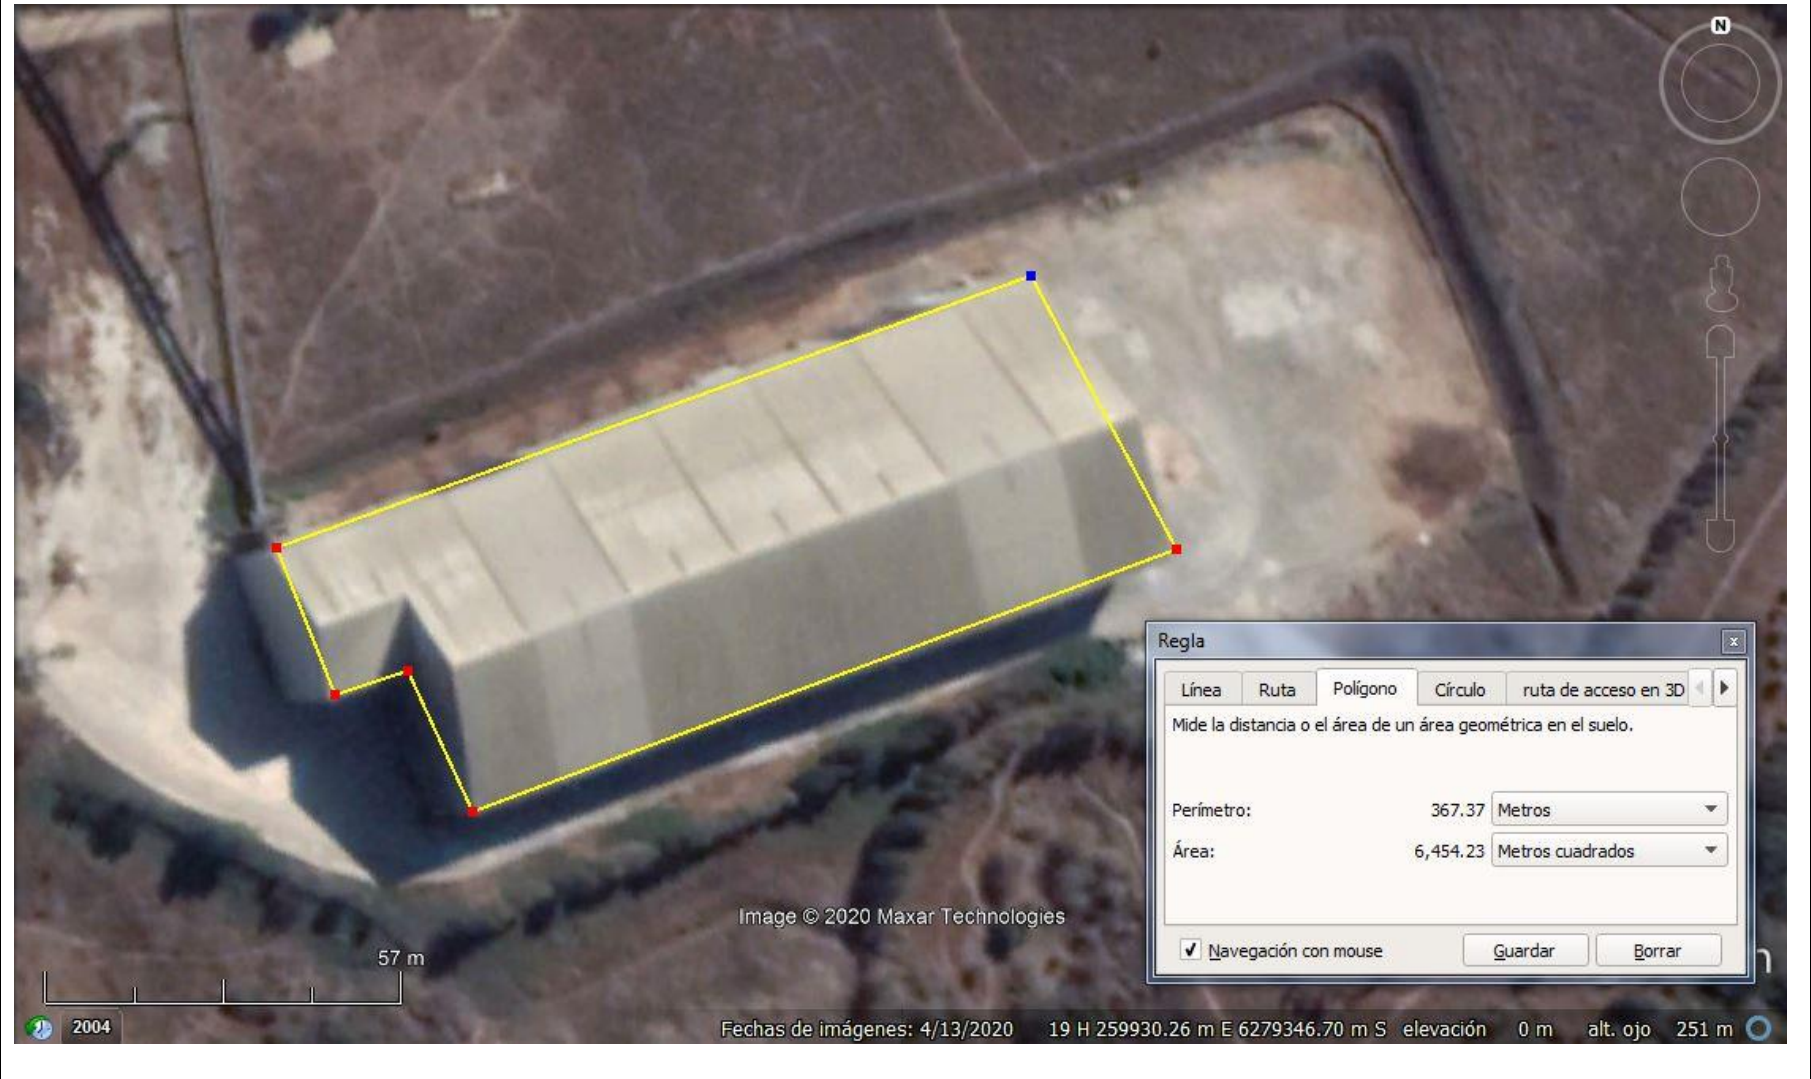 N
Regla
x
Línea Ruta Polígono Círculo ruta de acceso en 3D
Mide la distancia o el área de un área geométrica en el suelo.
Perímetro: 367.37 Metros
Área: 6,454.23 Metros cuadrados
Navegación con mouse Guardar Borrar
Image © 2020 Maxar Technologies
57 m
2004
Fechas de imágenes: 4/13/2020 19 H 259930.26 m E 6279346.70 m S elevación 0 m alt. ojo 251 m